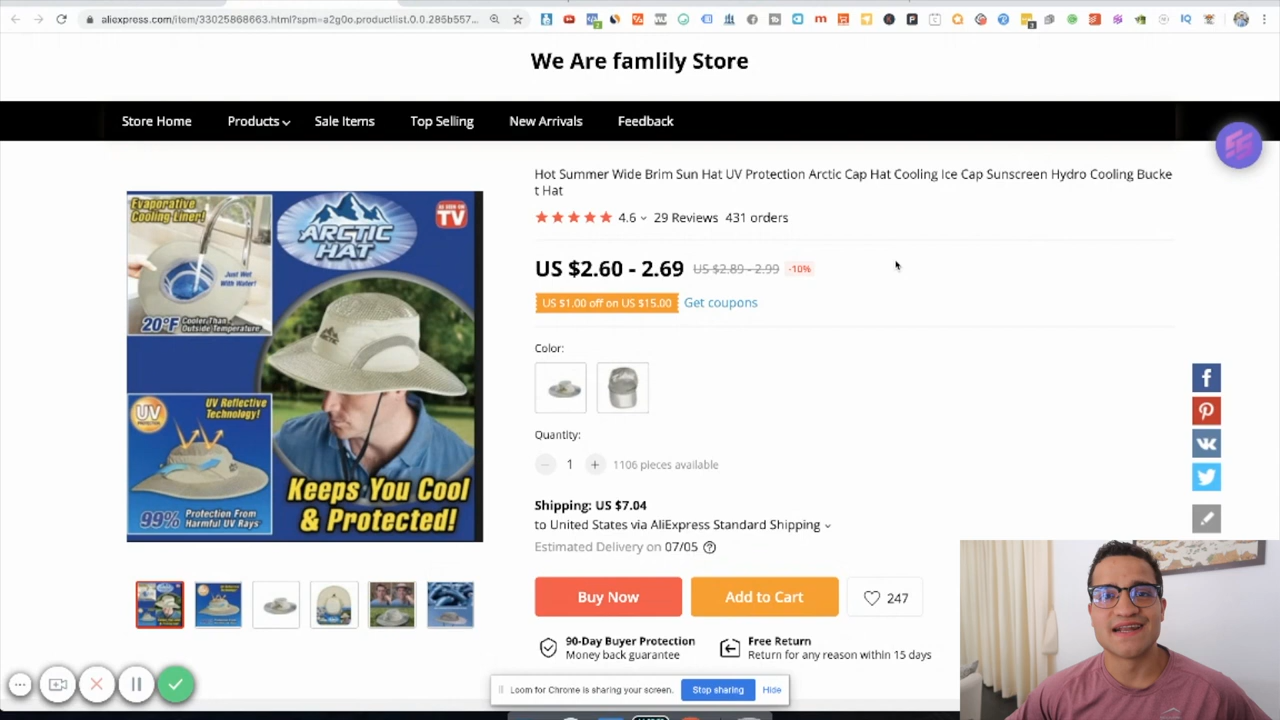 aliexpress.com/item/33025868663.html?spm=a2g0o.productlist.0.0.285b557...
We Are famlily Store
Store Home
Products
Sale Items
Top Selling
New Arrivals
Feedback
Hot Summer Wide Brim Sun Hat UV Protection Arctic Cap Hat Cooling Ice Cap Sunscreen Hydro Cooling Bucke
t Hat
4.6
29 Reviews
431 orders
US $2.60 - 2.69
US $2.89 - 2.99
-10%
US $1.00 off on US $15.00
Get coupons
Color:
Quantity:
1
1106 pieces available
Shipping: US $7.04
to United States via AliExpress Standard Shipping
Estimated Delivery on 07/05
Buy Now
Add to Cart
247
90-Day Buyer Protection
Money back guarantee
Free Return
Return for any reason within 15 days
Evaporative
Cooling Liner!
Just Wet
With Water!
20°F Cooler Than
Outside Temperature
AS SEEN ON
TV
ARCTIC
HAT
UV
UV Reflective
Technology!
99% Protection From
Harmful UV Rays
Keeps You Cool
& Protected!
Loom for Chrome is sharing your screen.
Stop sharing
Hide